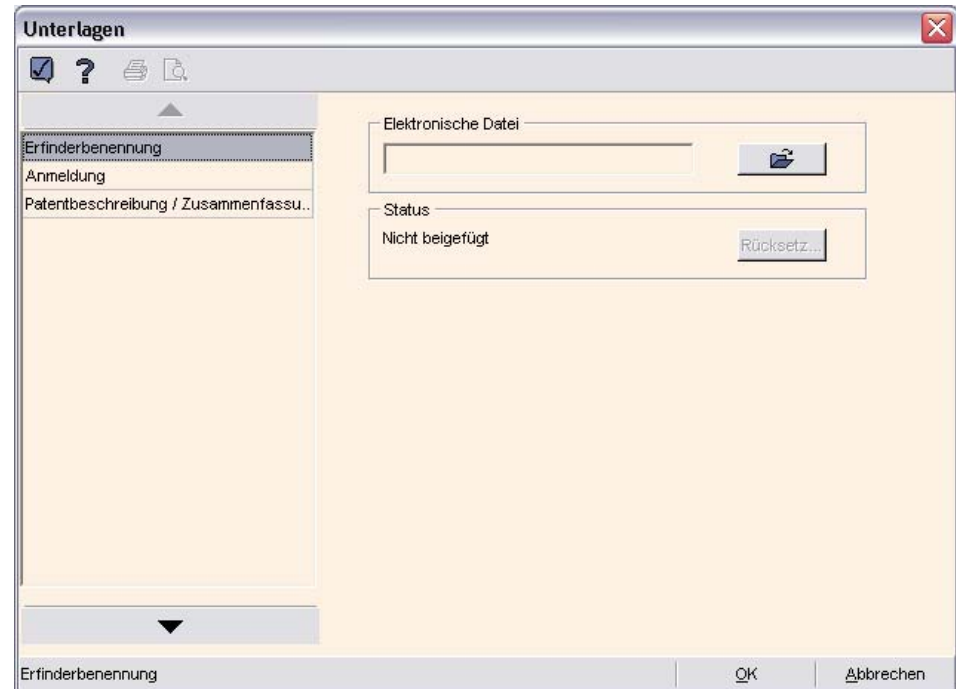 Unterlagen
Erfinderbenennung
Anmeldung
Patentbeschreibung / Zusammenfassu..
Elektronische Datei
Status
Nicht beigefügt
Rücksetz...
Erfinderbenennung
OK
Abbrechen